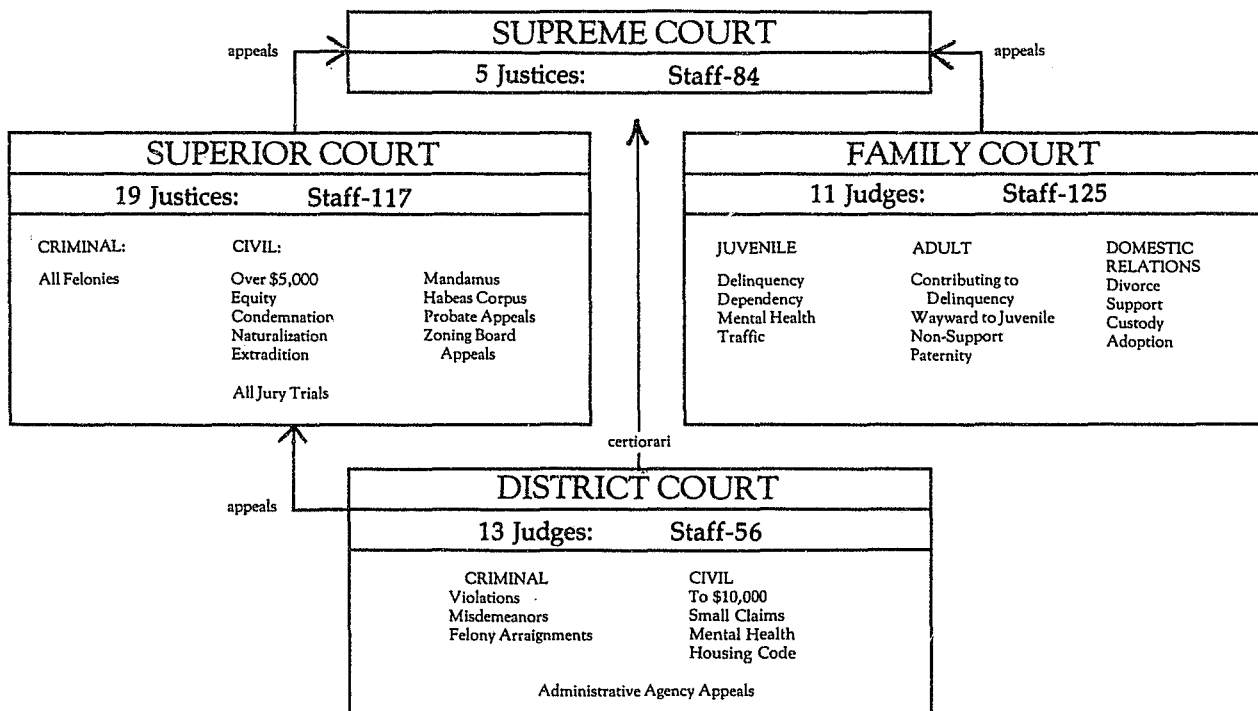 SUPREME COURT
appeals
appeals
5 Justices: Staff-84
SUPERIOR COURT
19 Justices: Staff-117
CRIMINAL:
All Felonies
CIVIL:
Over $5,000
Equity
Condemnation
Naturalization
Extradition
All Jury Trials
Mandamus
Habeas Corpus
Probate Appeals
Zoning Board
Appeals
FAMILY COURT
11 Judges: Staff-125
JUVENILE
Delinquency
Dependency
Mental Health
Traffic
ADULT
Contributing to
Delinquency
Wayward to Juvenile
Non-Support
Paternity
DOMESTIC
RELATIONS
Divorce
Support
Custody
Adoption
certiorari
appeals
DISTRICT COURT
13 Judges: Staff-56
CRIMINAL
Violations
Misdemeanors
Felony Arraignments
CIVIL
To $10,000
Small Claims
Mental Health
Housing Code
Administrative Agency Appeals